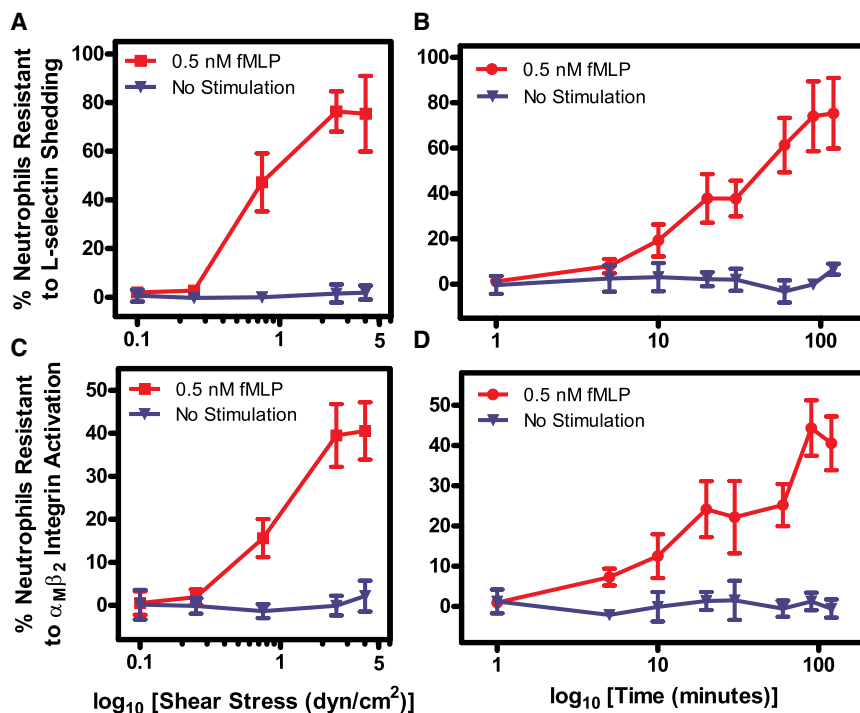 A
% Neutrophils Resistant
to L-selectin Shedding
100
80
60
40
20
0
0.5 nM fMLP
No Stimulation
0.1
1
5
B
100
80
60
40
20
0
0.5 nM fMLP
No Stimulation
1
10
100
C
% Neutrophils Resistant
to αMβ2 Integrin Activation
50
40
30
20
10
0
0.5 nM fMLP
No Stimulation
0.1
1
5
log10 [Shear Stress (dyn/cm2)]
D
50
40
30
20
10
0
0.5 nM fMLP
No Stimulation
1
10
100
log10 [Time (minutes)]